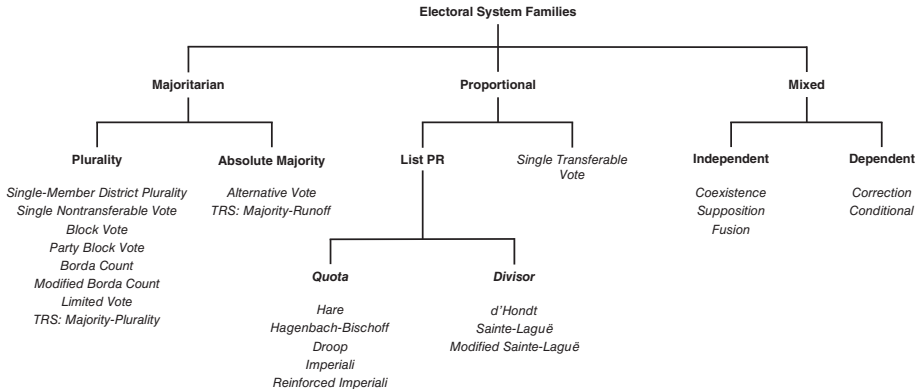 Electoral System Families
Majoritarian
Proportional
Mixed
Plurality
Absolute Majority
List PR
Single Transferable
Vote
Independent
Dependent
Single-Member District Plurality
Single Nontransferable Vote
Block Vote
Party Block Vote
Borda Count
Modified Borda Count
Limited Vote
TRS: Majority-Plurality
Alternative Vote
TRS: Majority-Runoff
Coexistence
Supposition
Fusion
Correction
Conditional
Quota
Divisor
Hare
Hagenbach-Bischoff
Droop
Imperiali
Reinforced Imperiali
d'Hondt
Sainte-Laguë
Modified Sainte-Laguë